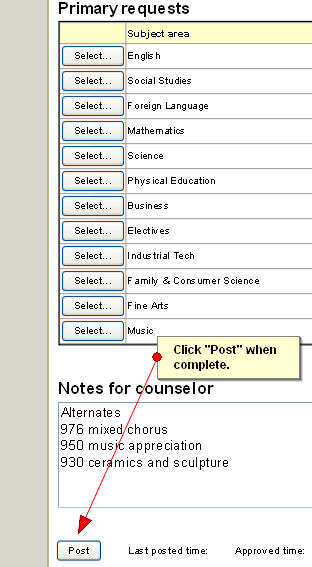 Primary requests
Subject area
Select... English
Select... Social Studies
Select... Foreign Language
Select... Mathematics
Select... Science
Select... Physical Education
Select... Business
Select... Electives
Select... Industrial Tech
Select... Family & Consumer Science
Select... Fine Arts
Select... Music
Click "Post" when
complete.
Notes for counselor
Alternates
976 mixed chorus
950 music appreciation
930 ceramics and sculpture
Post Last posted time: Approved time: